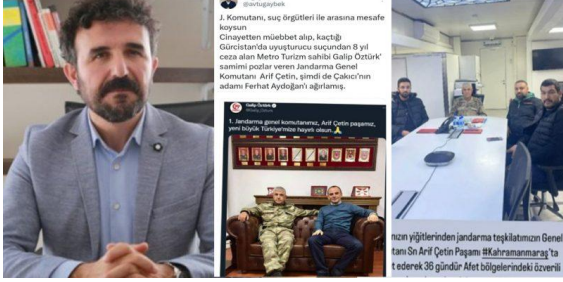 @avtugaybek
J. Komutanı, suç örgütleri ile arasına mesafe
koysun
Cinayetten müebbet alıp, kaçtığı
Gürcistan'da uyuşturucu suçundan 8 yıl
ceza alan Metro Turizm sahibi Galip Öztürk'
samimi pozlar veren Jandarma Genel
Komutanı Arif Çetin, şimdi de Çakıcı'nın
adamı Ferhat Aydoğan'ı ağırlamış.
Galip Öztürk
1. Jandarma genel komutanımız, Arif Çetin paşamız,
yeni büyük Türkiye'mize hayek olsun.
nızın yiğitlerinden jandarma teşkilatımızın Genel
tanı Sn Arif Çetin Paşamı #Kahramanmaraş'ta
t ederek 36 gündür Afet bölgelerindeki özverili